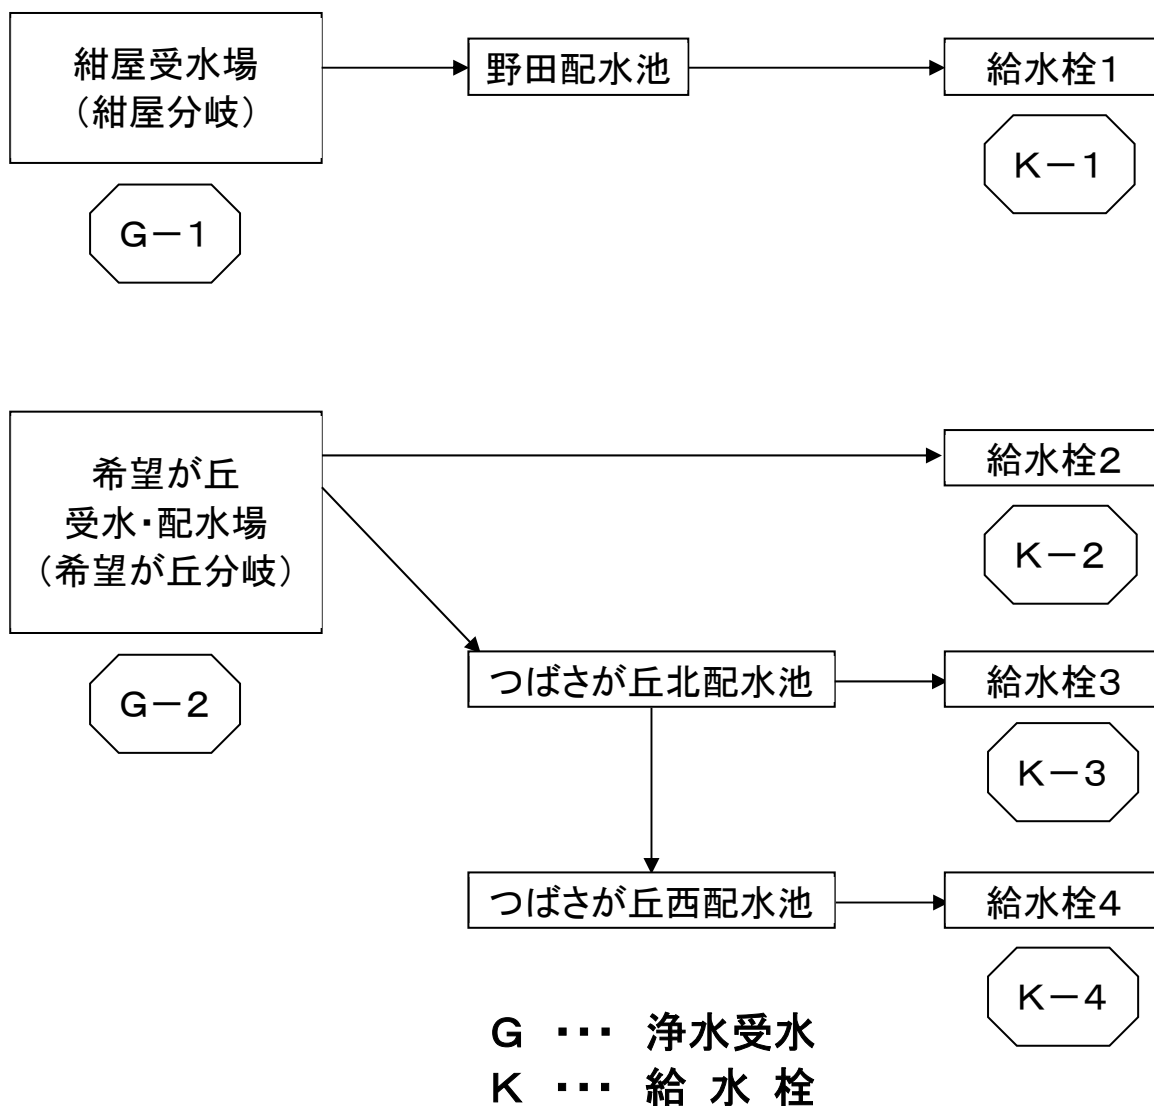 紺屋受水場
（紺屋分岐）
野田配水池
給水栓1
G－1
K－1
希望が丘
受水・配水場
（希望が丘分岐）
給水栓2
K－2
G－2
つばさが丘北配水池
給水栓3
K－3
つばさが丘西配水池
給水栓4
K－4
G ・・・ 浄水受水
K ・・・ 給 水 栓